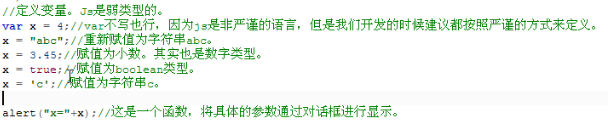 //定义变量。Js是弱类型的。
var x = 4;//var不写也行，因为js是非严谨的语言，但是我们开发的时候建议都按照严谨的方式来定义。
x = "abc";//重新赋值为字符串abc。
x = 3.45;//赋值为小数。其实也是数字类型。
x = true;//赋值为boolean类型。
x = 'c';//赋值为字符串c。
alert("x="+x);//这是一个函数，将具体的参数通过对话框进行显示。